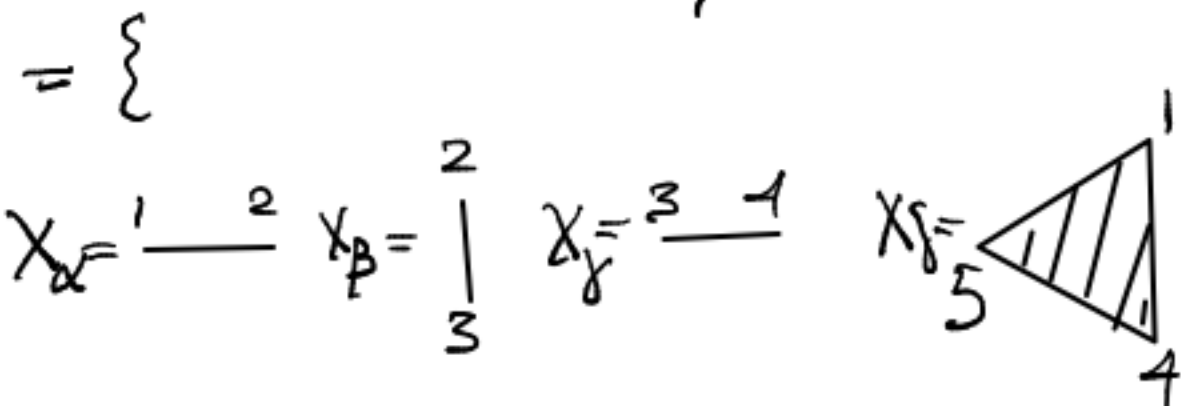 = {
X_α = 1 2 X_β = 2 3 X_γ = 3 4 X_δ = 5 1 4